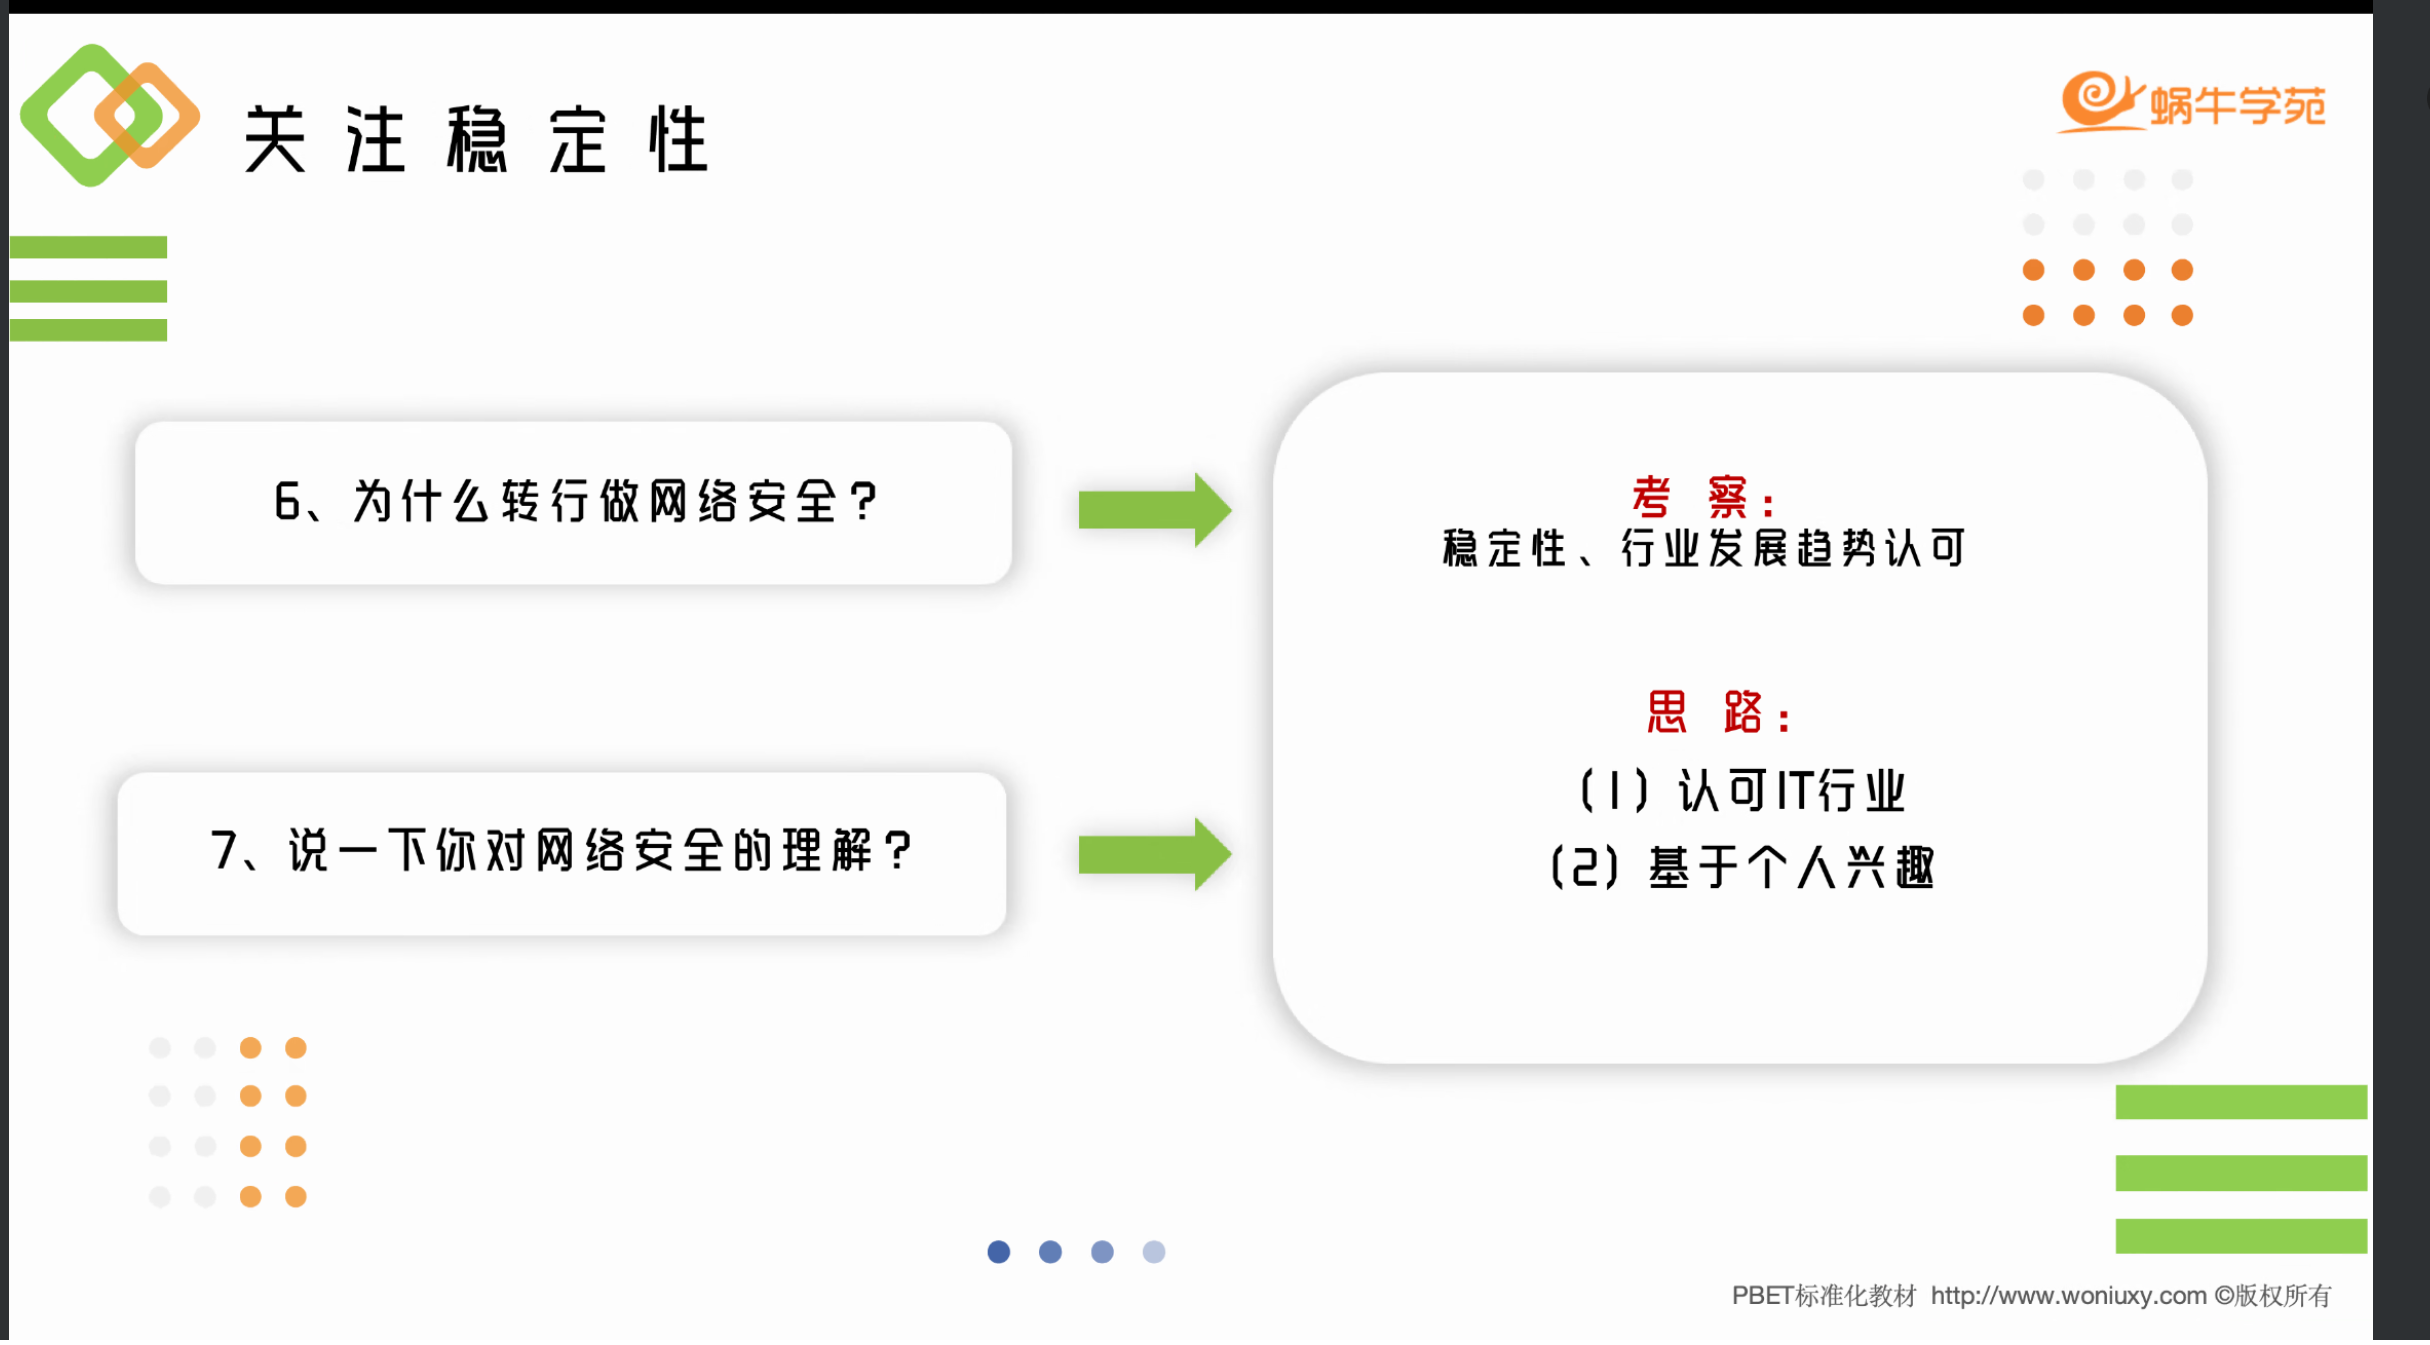 关注稳定性
蜗牛学苑
6、为什么转行做网络安全？
7、说一下你对网络安全的理解？
考 察：
稳定性、行业发展趋势认可
思 路：
（1）认可IT行业
（2）基于个人兴趣
PBET标准化教材 http://www.woniuxy.com ©版权所有